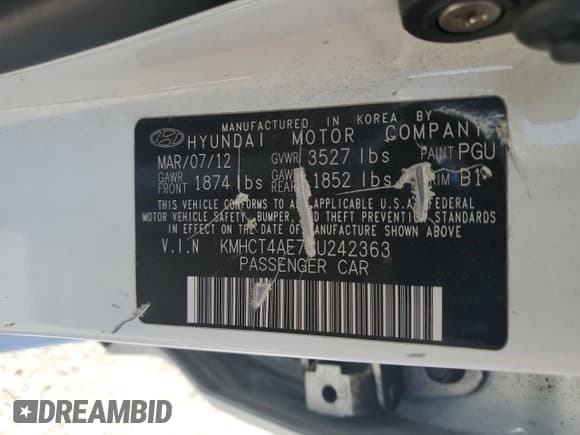 MANUFACTURED IN KOREA BY
HYUNDAI MOTOR COMPANY
MAR/07/12 GVWR 3527 lbs PAINT PGU
GAWR FRONT 1874 lbs GAWR REAR 1852 lbs TRIM B1
THIS VEHICLE CONFORMS TO ALL APPLICABLE U.S.A. FEDERAL
MOTOR VEHICLE SAFETY, BUMPER, AND THEFT PREVENTION STANDARDS
IN EFFECT ON THE DATE OF MANUFACTURE SHOWN ABOVE.
V.I.N
PASSENGER CAR
DREAMBID